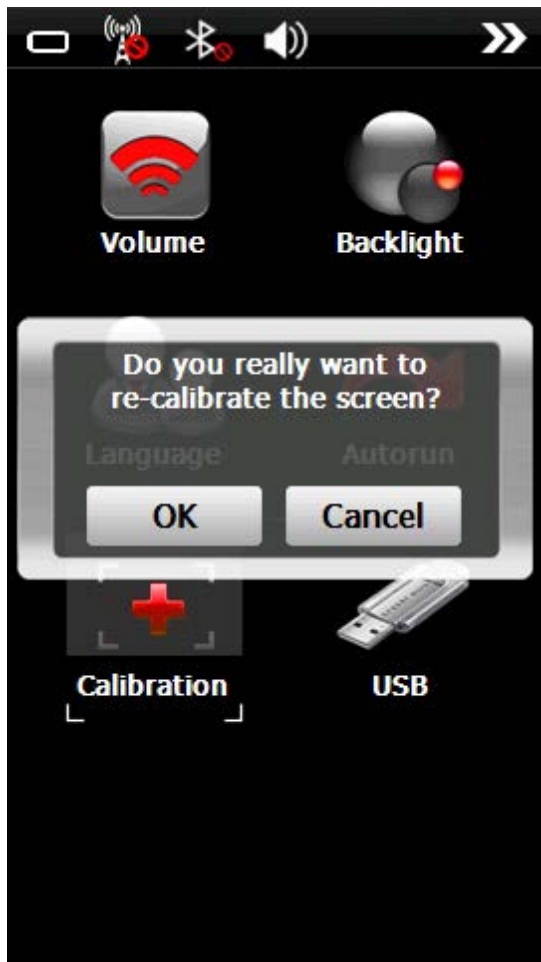 Volume
Backlight
Do you really want to
re-calibrate the screen?
Language
Autorun
OK
Cancel
Calibration
USB